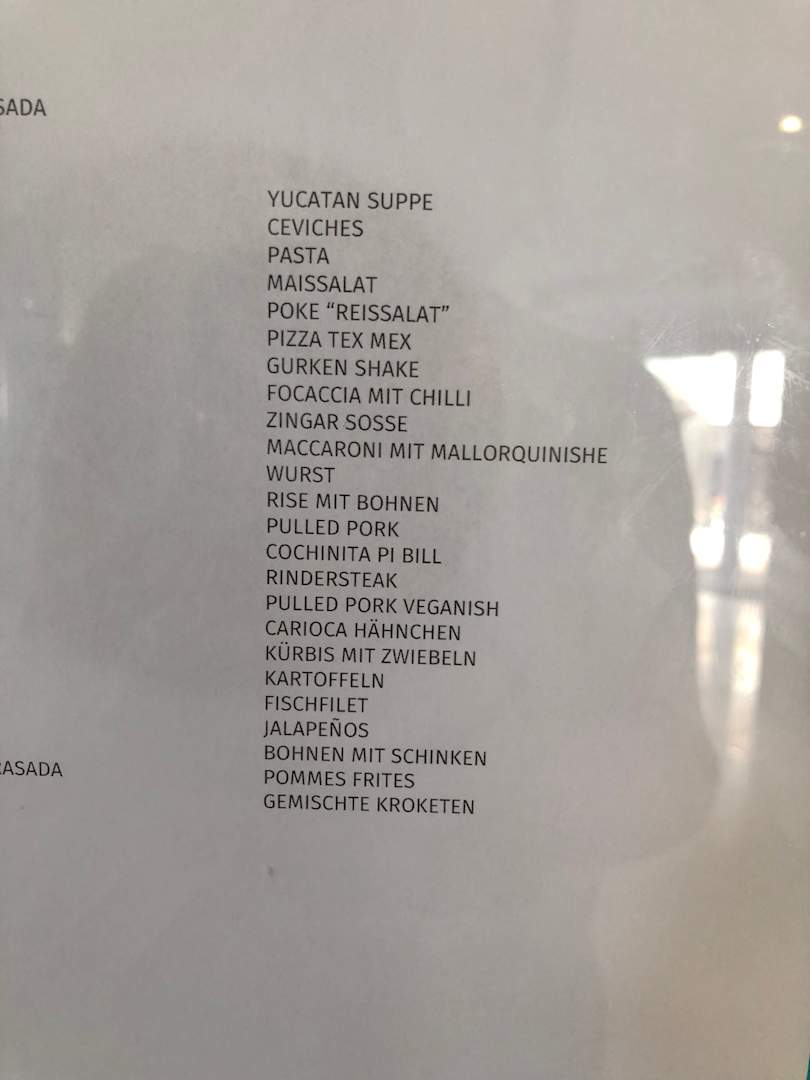 SADA
YUCATAN SUPPE
CEVICHES
PASTA
MAISSALAT
POKE “REISSALAT”
PIZZA TEX MEX
GURKEN SHAKE
FOCACCIA MIT CHILLI
ZINGAR SOSSE
MACCARONI MIT MALLORQUINISHE
WURST
RISE MIT BOHNEN
PULLED PORK
COCHINITA PI BILL
RINDERSTEAK
PULLED PORK VEGANISH
CARIOCA HÄHNCHEN
KÜRBIS MIT ZWIEBELN
KARTOFFELN
FISCHFILET
JALAPEÑOS
BOHNEN MIT SCHINKEN
RASADA
POMMES FRITES
GEMISCHTE KROKETEN